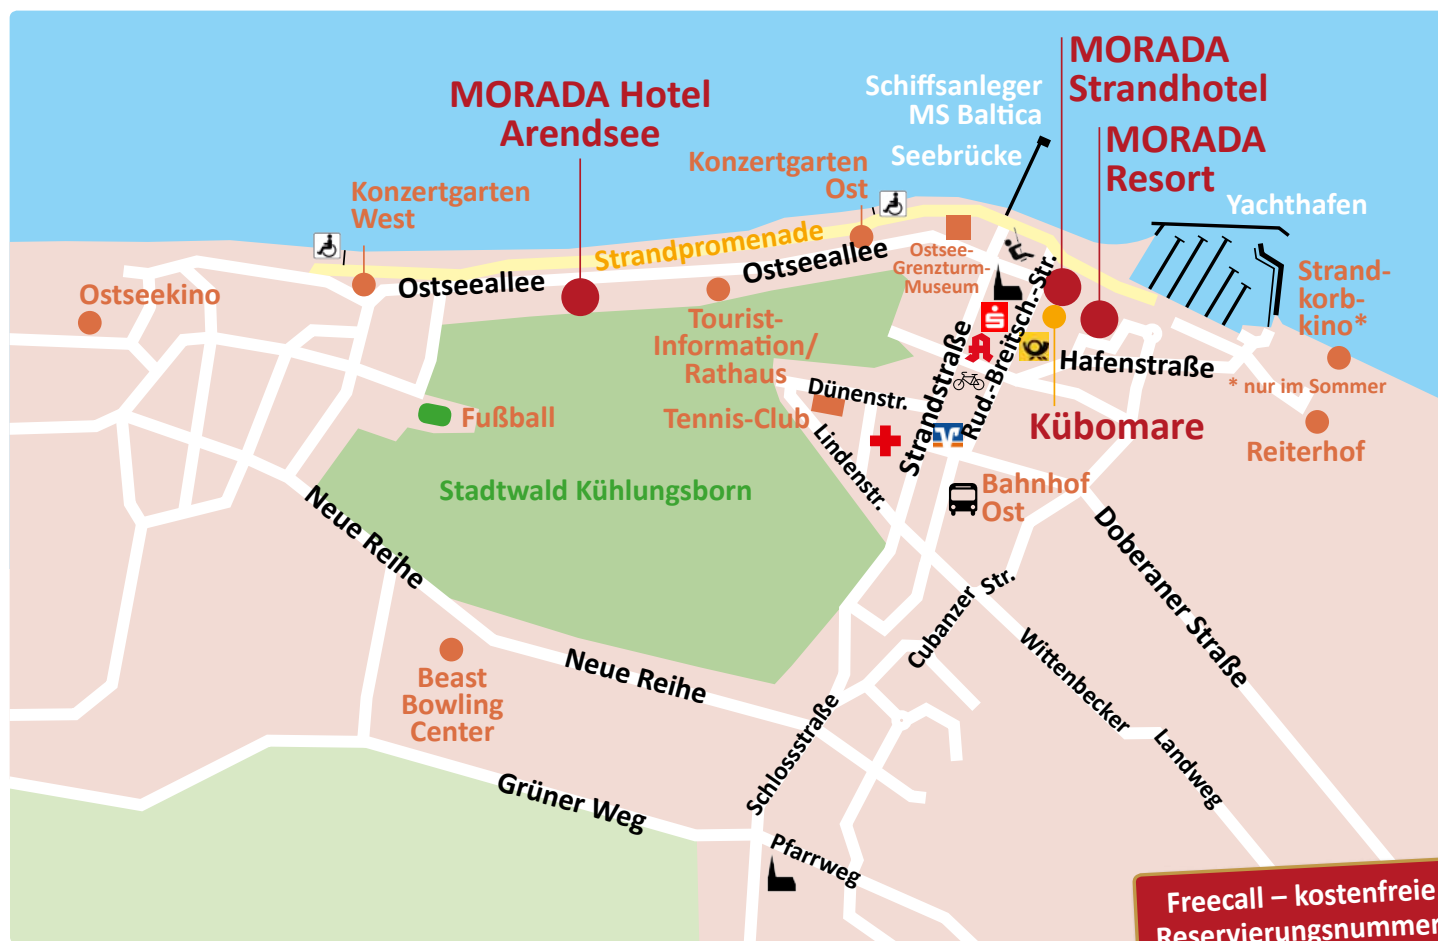 MORADA
Strandhotel
Schiffsanleger
MS Baltica
MORADA Hotel
Arendsee
MORADA
Resort
Seebrücke
Konzertgarten
Ost
Konzertgarten
West
Yachthafen
Strandpromenade
Ostseeallee
Ostseeallee
Ostsee-
Grenzturm-
Museum
Ostseekino
Strand-
korb-
kino*
* nur im Sommer
Tourist-
Information/
Rathaus
Strandstraße
Rud.-Breitsch.-Str.
Hafenstraße
Dünenstr.
Fußball
Tennis-Club
Kübomare
Reiterhof
Lindenstr.
Stadtwald Kühlungsborn
Bahnhof
Ost
Neue Reihe
Doberaner Straße
Cubanzer Str.
Wittenbecker Landweg
Beast
Bowling
Center
Neue Reihe
Schlossstraße
Grüner Weg
Pfarrweg
Freecall – kostenfreie
Reservierungsnummer